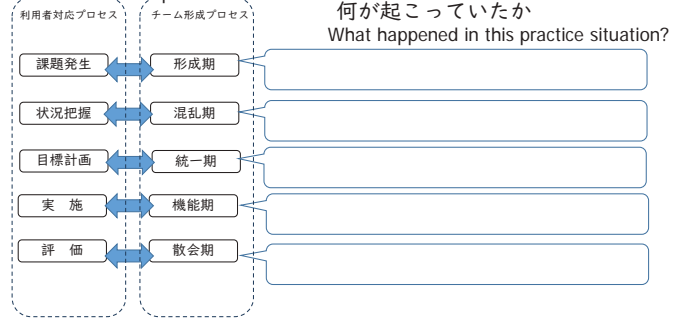 何が起こっていたか
What happened in this practice situation?
利用者対応プロセス
チーム形成プロセス
課題発生
形成期
状況把握
混乱期
目標計画
統一期
実 施
機能期
評 価
散会期